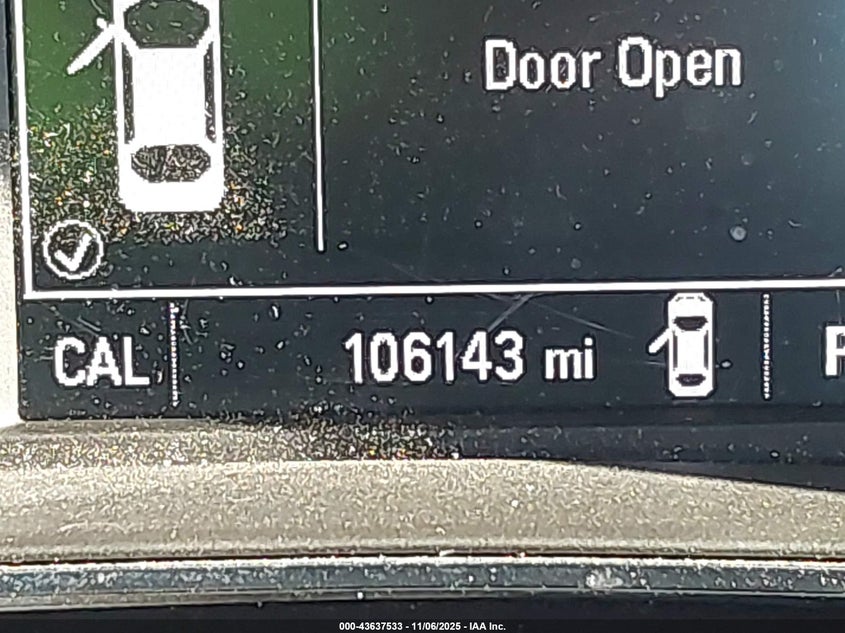 Door Open
CAL 106143 mi P
000-43637533 - 11/06/2025 - IAA Inc.